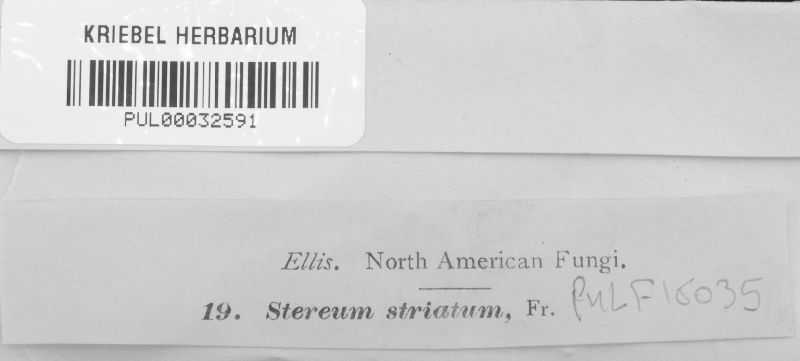 KRIEBEL HERBARIUM
PUL00032591
Ellis. North American Fungi.
19. Stereum striatum, Fr. PULF16035